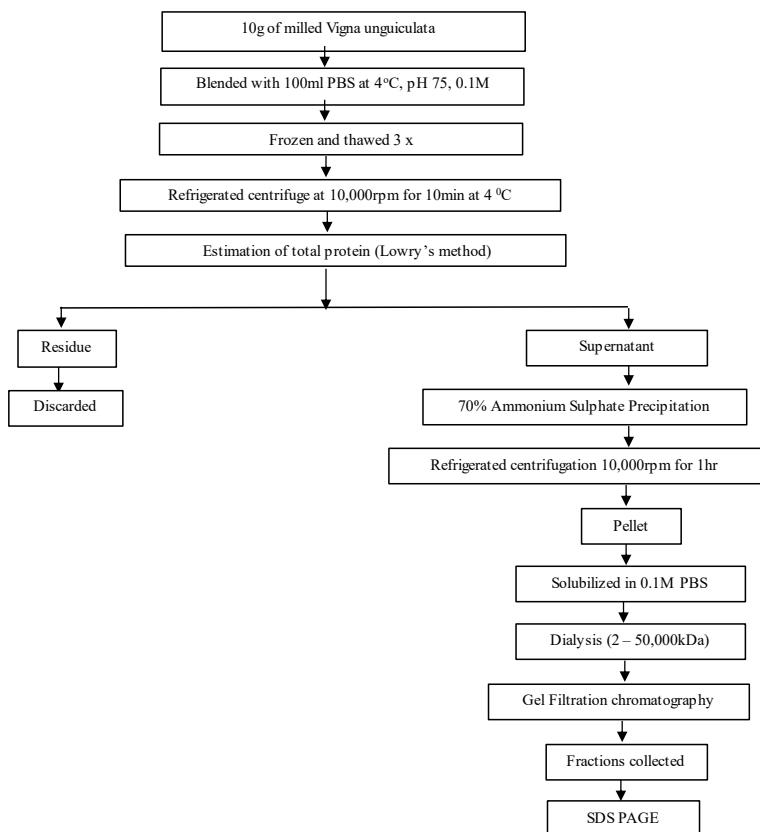 10g of milled Vigna unguiculata
Blended with 100ml PBS at 4°C, pH 75, 0.1M
Frozen and thawed 3 x
Refrigerated centrifuge at 10,000rpm for 10min at 4 ⁰C
Estimation of total protein (Lowry’s method)
Residue
Discarded
Supernatant
70% Ammonium Sulphate Precipitation
Refrigerated centrifugation 10,000rpm for 1hr
Pellet
Solubilized in 0.1M PBS
Dialysis (2 – 50,000kDa)
Gel Filtration chromatography
Fractions collected
SDS PAGE